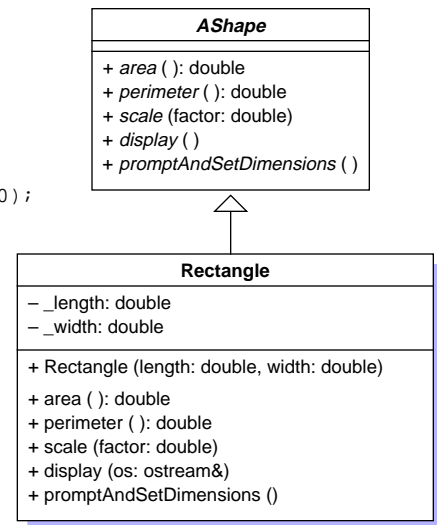 AShape
+ area ( ): double
+ perimeter ( ): double
+ scale (factor: double)
+ display ( )
+ promptAndSetDimensions ( )
0);
Rectangle
– _length: double
– _width: double
+ Rectangle (length: double, width: double)
+ area ( ): double
+ perimeter ( ): double
+ scale (factor: double)
+ display (os: ostream&)
+ promptAndSetDimensions ()